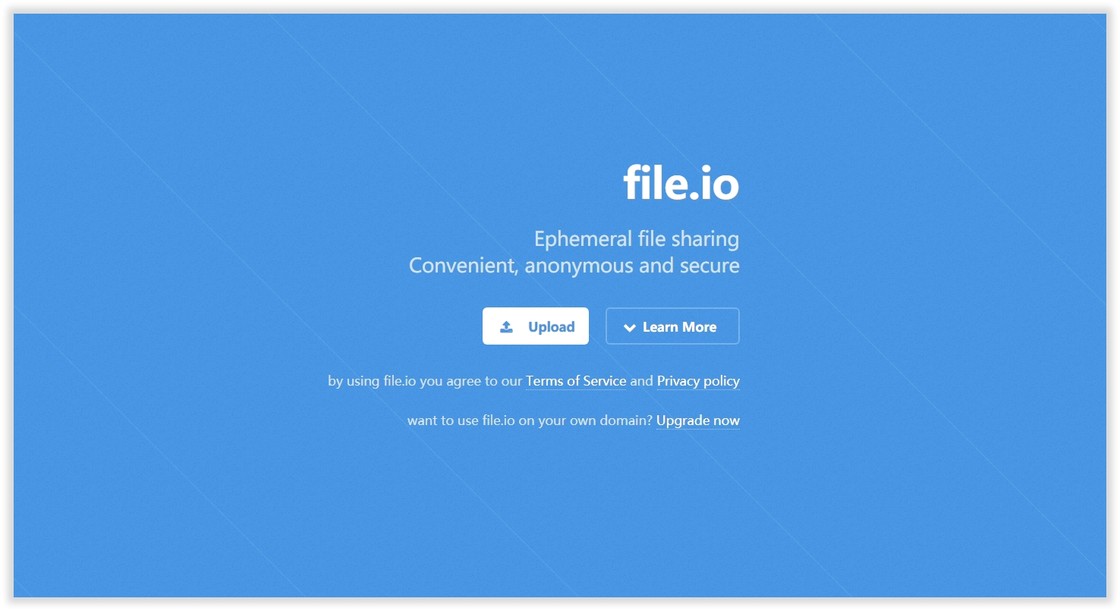 file.io
Ephemeral file sharing
Convenient, anonymous and secure
Upload
Learn More
by using file.io you agree to our Terms of Service and Privacy policy
want to use file.io on your own domain? Upgrade now